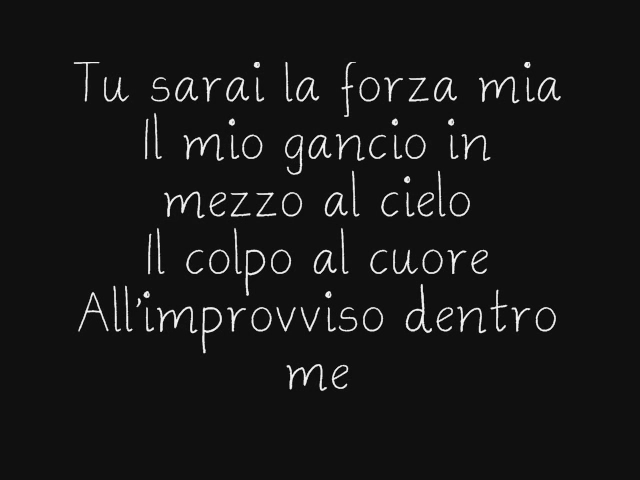 Tu sarai la forza mia
Il mio gancio in
mezzo al cielo
Il colpo al cuore
All'improvviso dentro
me